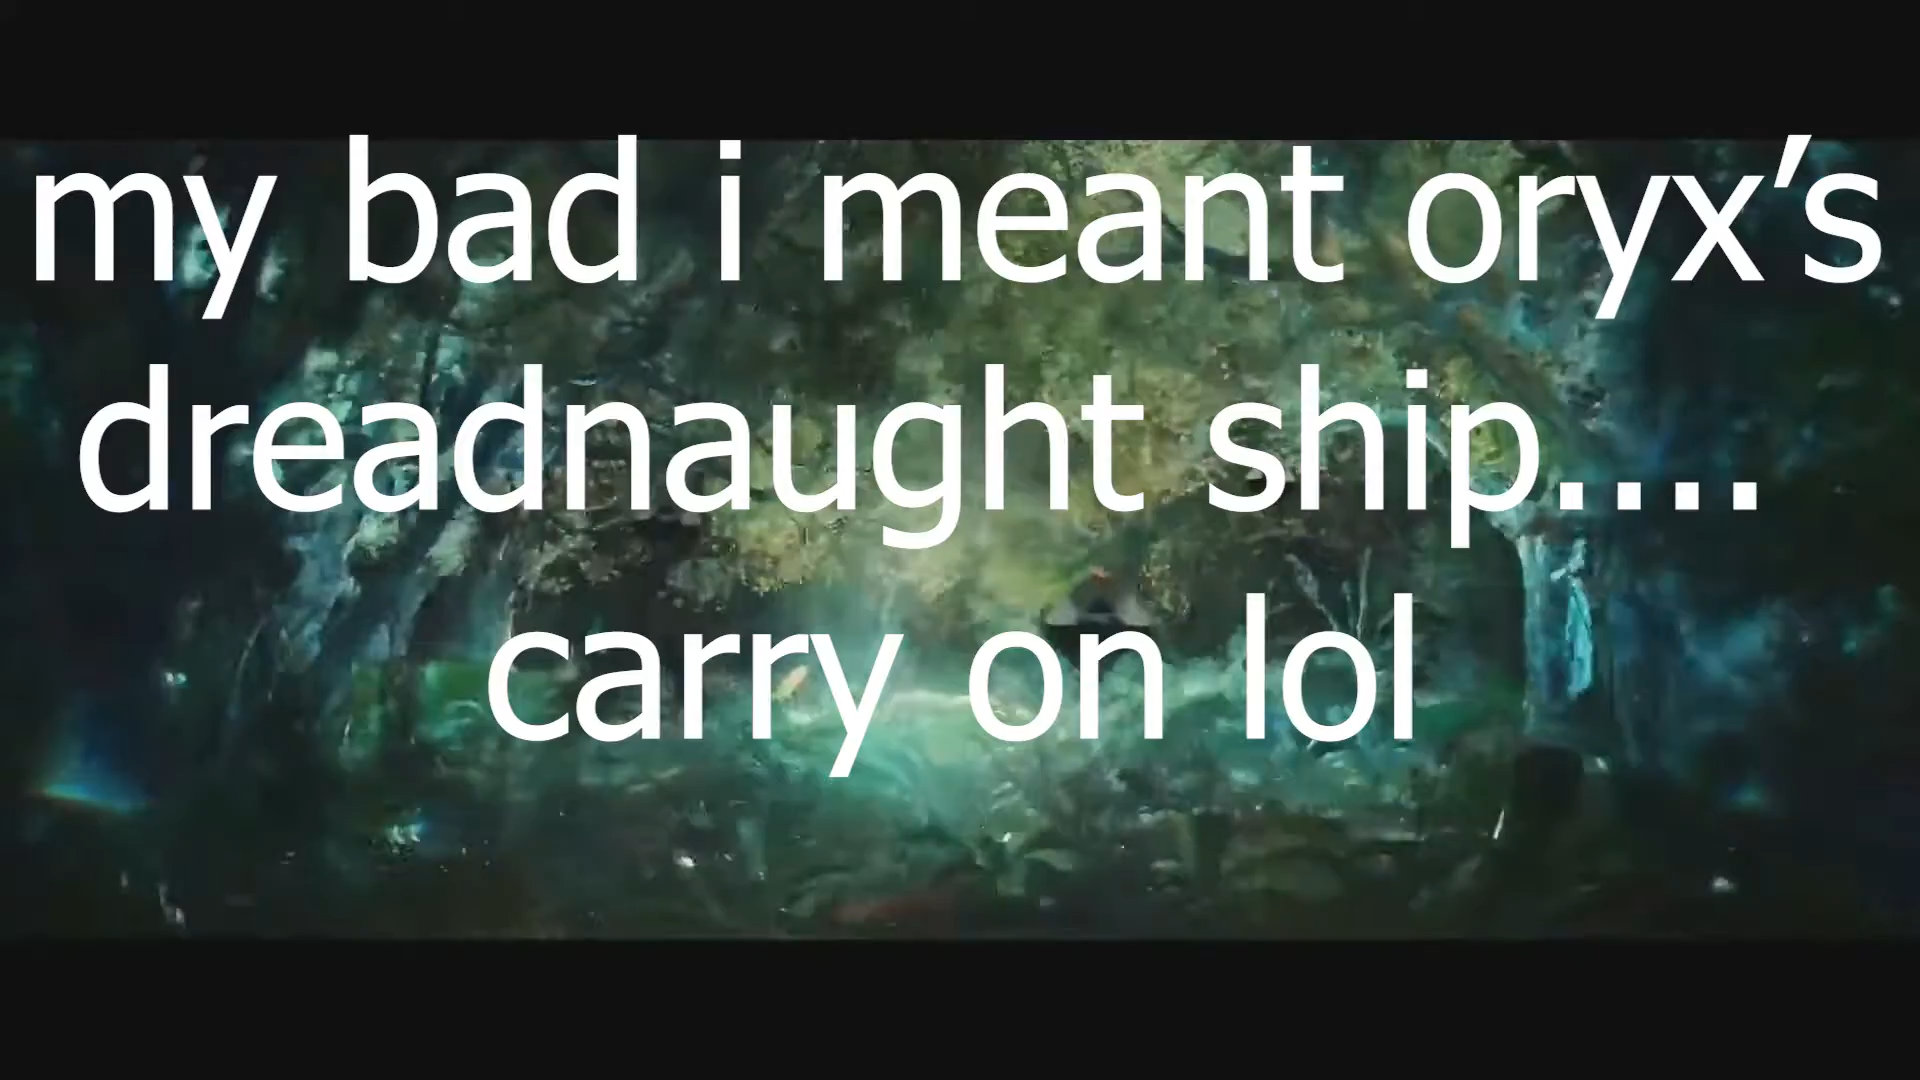 my bad i meant oryx’s
dreadnaught ship....
carry on lol